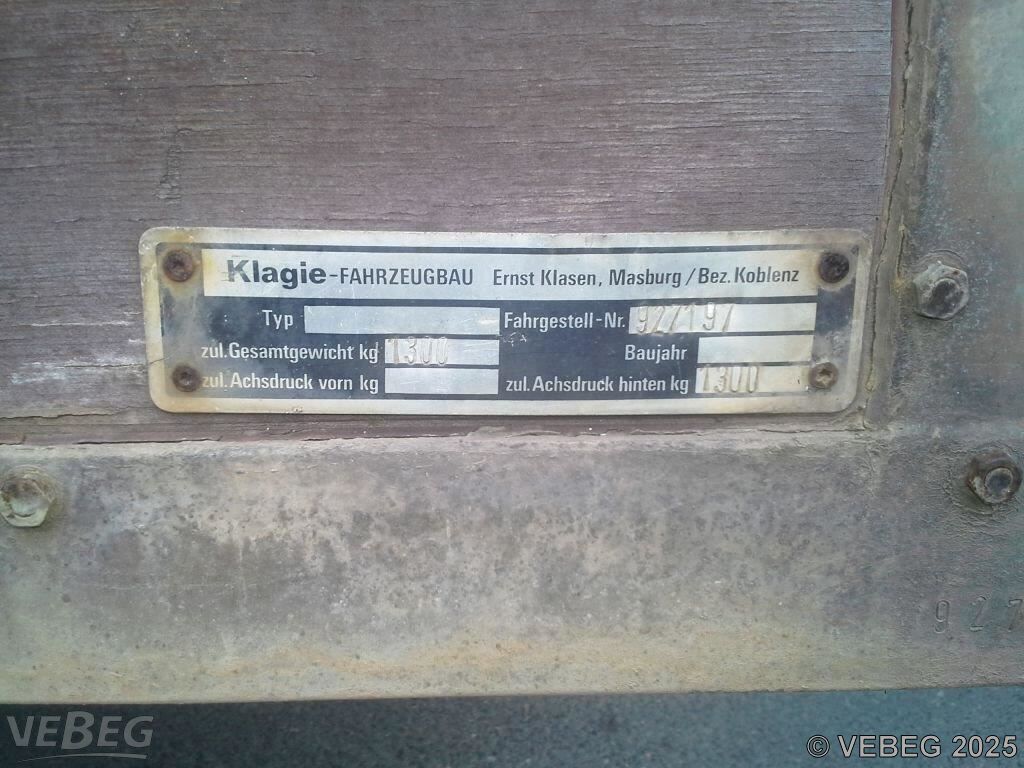 Klagie-FAHRZEUGBAU Ernst Klasen, Masburg/Bez. Koblenz
Typ Fahrgestell-Nr. 927197
zul. Gesamtgewicht kg 1300 Baujahr
zul. Achsdruck vorn kg zul. Achsdruck hinten kg 1300
927
VEBEG
© VEBEG 2025